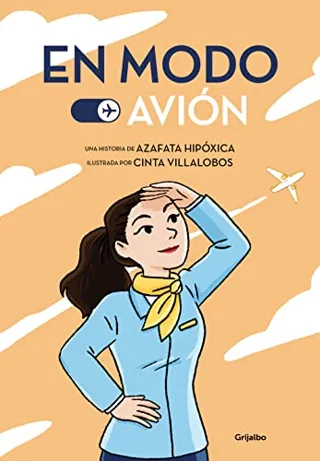 EN MODO
AVIÓN
UNA HISTORIA DE AZAFATA HIPÓXICA
ILUSTRADA POR CINTA VILLALOBOS
Grijalbo